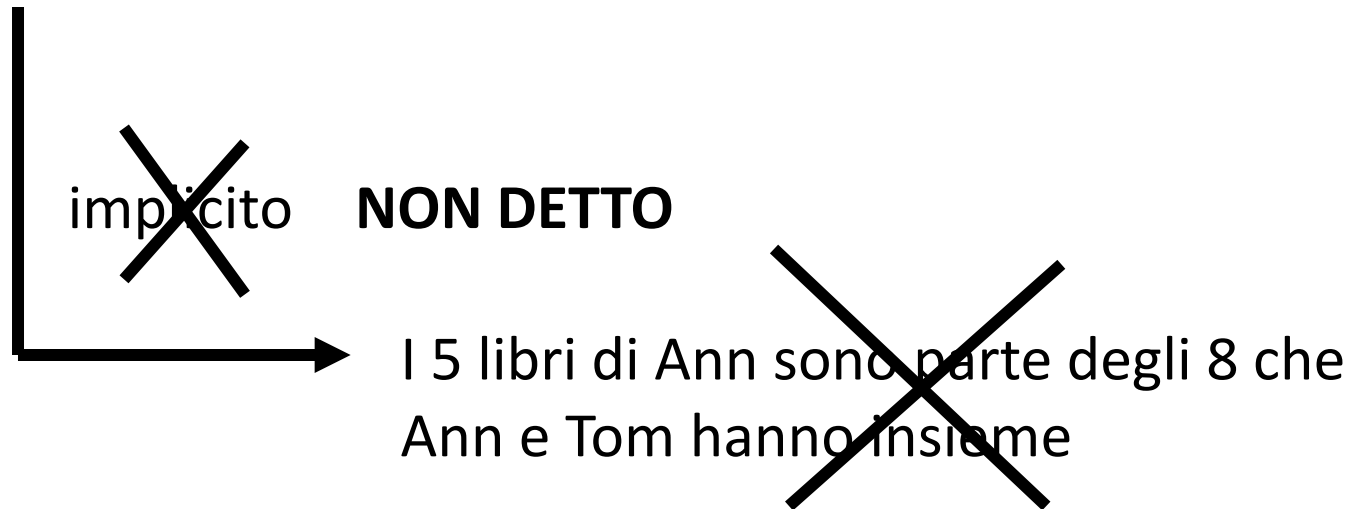 implicito NON DETTO
I 5 libri di Ann sono parte degli 8 che
Ann e Tom hanno insieme